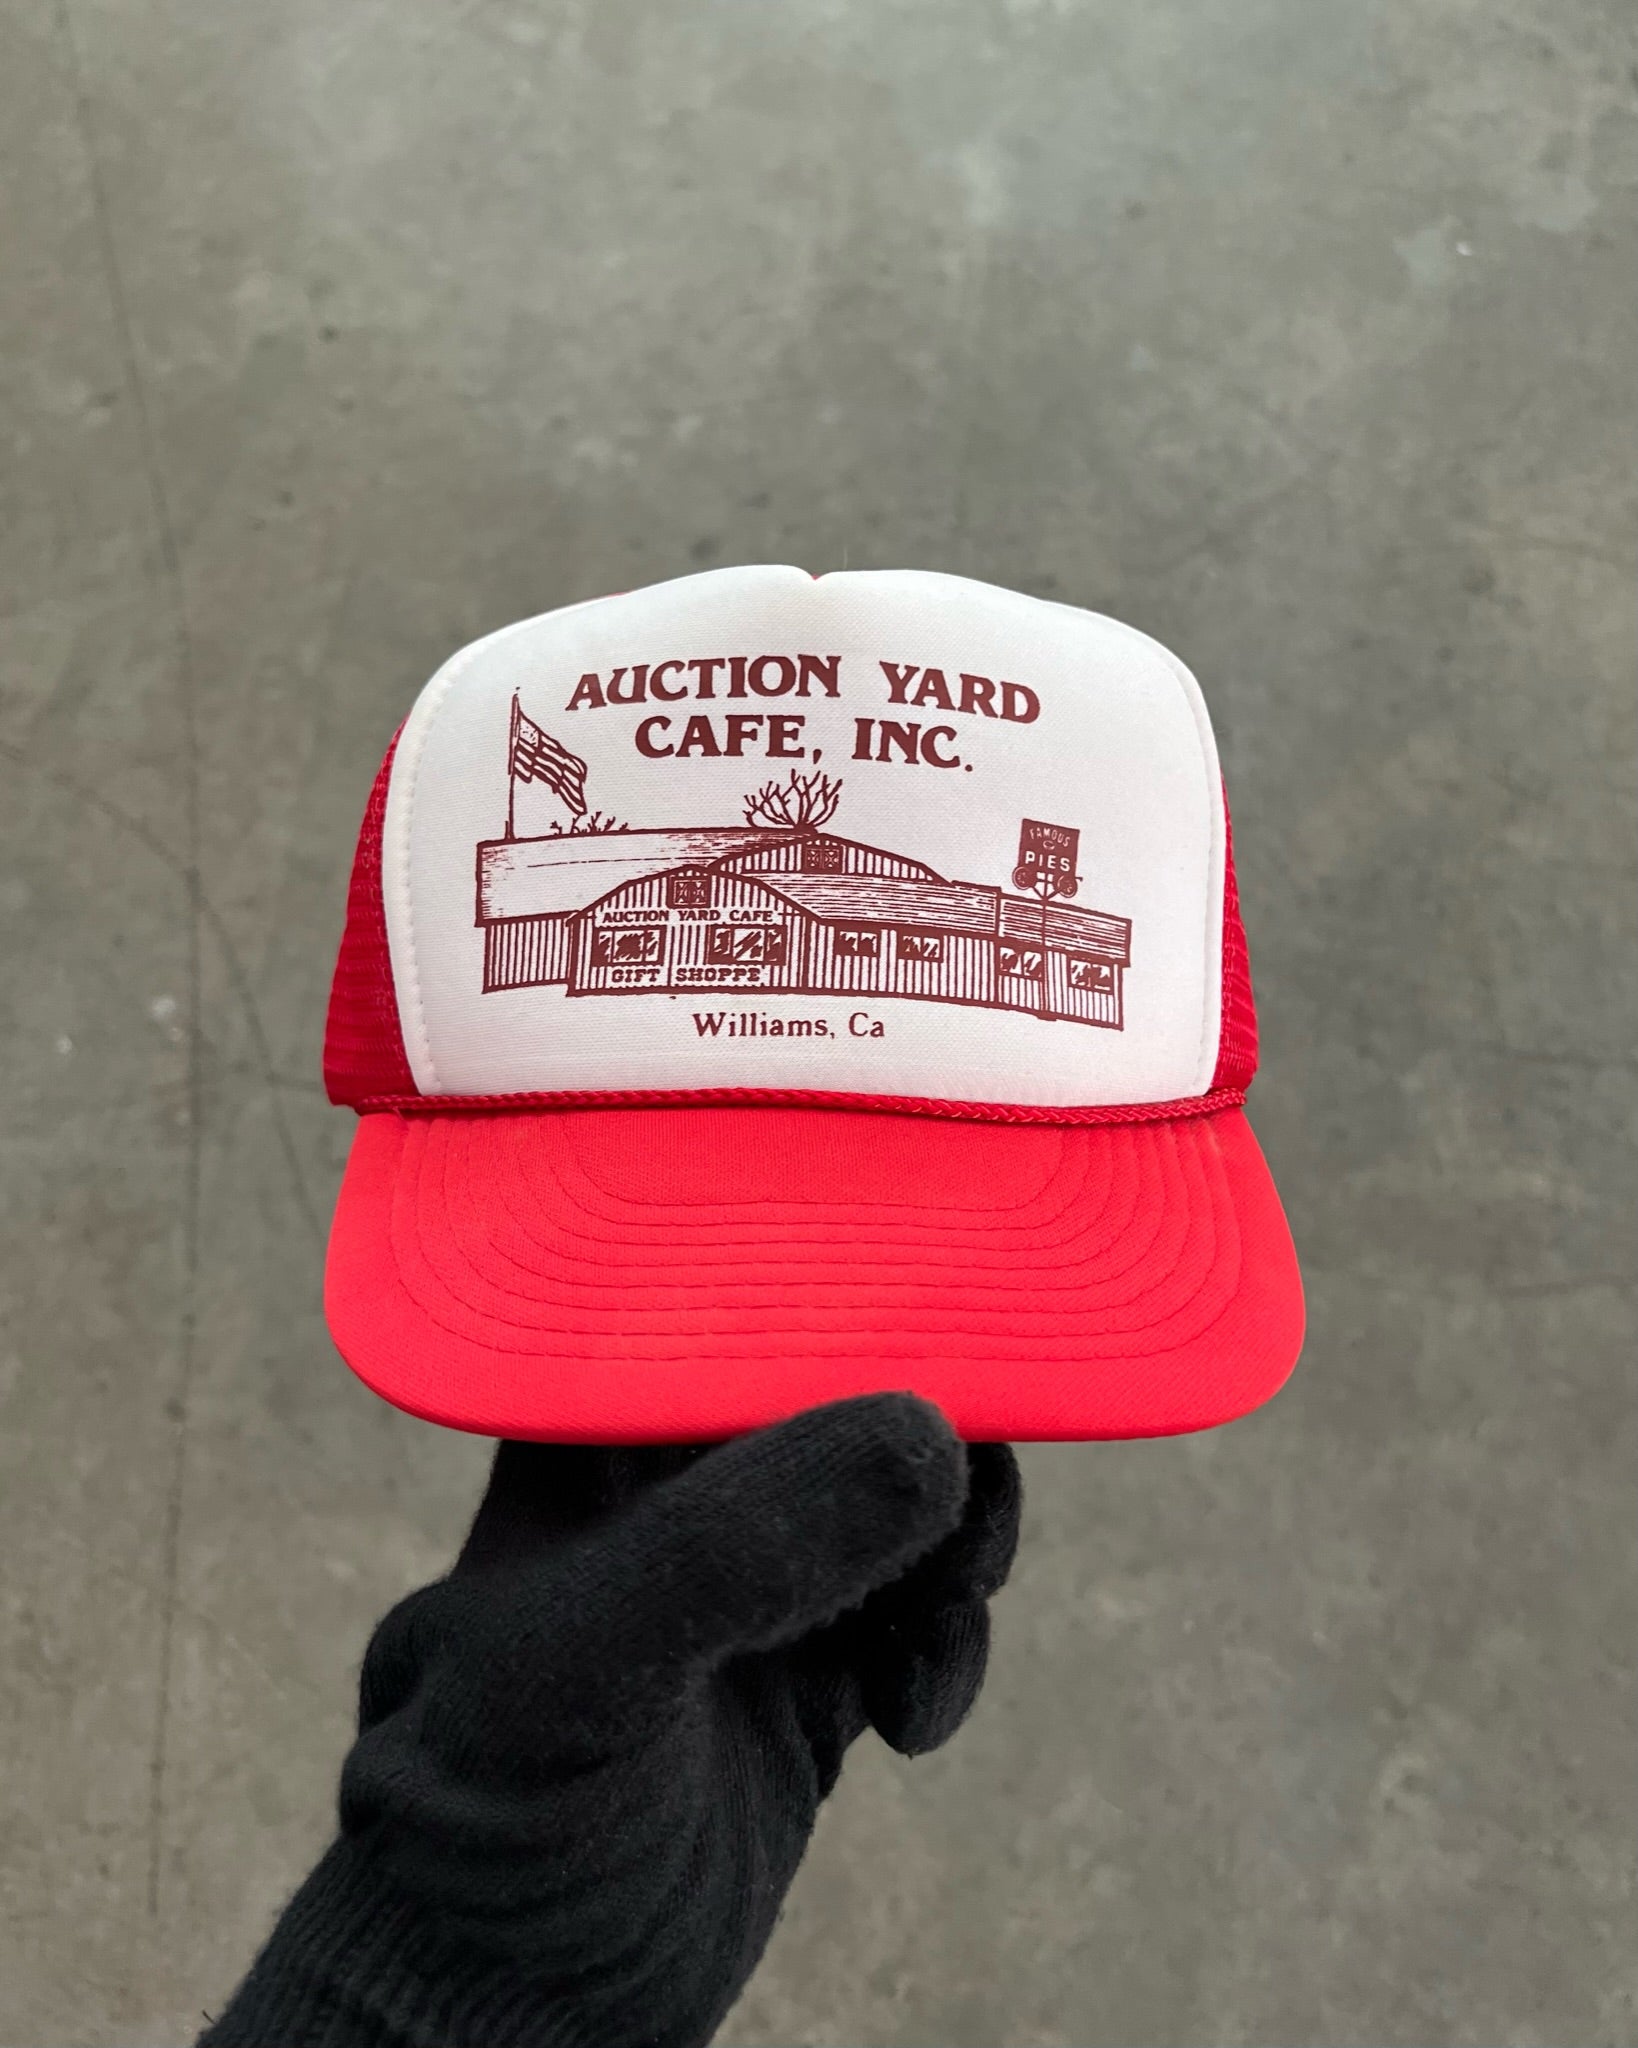 AUCTION YARD
CAFE, INC.
FAMOUS
PIES
AUCTION YARD CAFE
GIFT SHOPPE
Williams, Ca